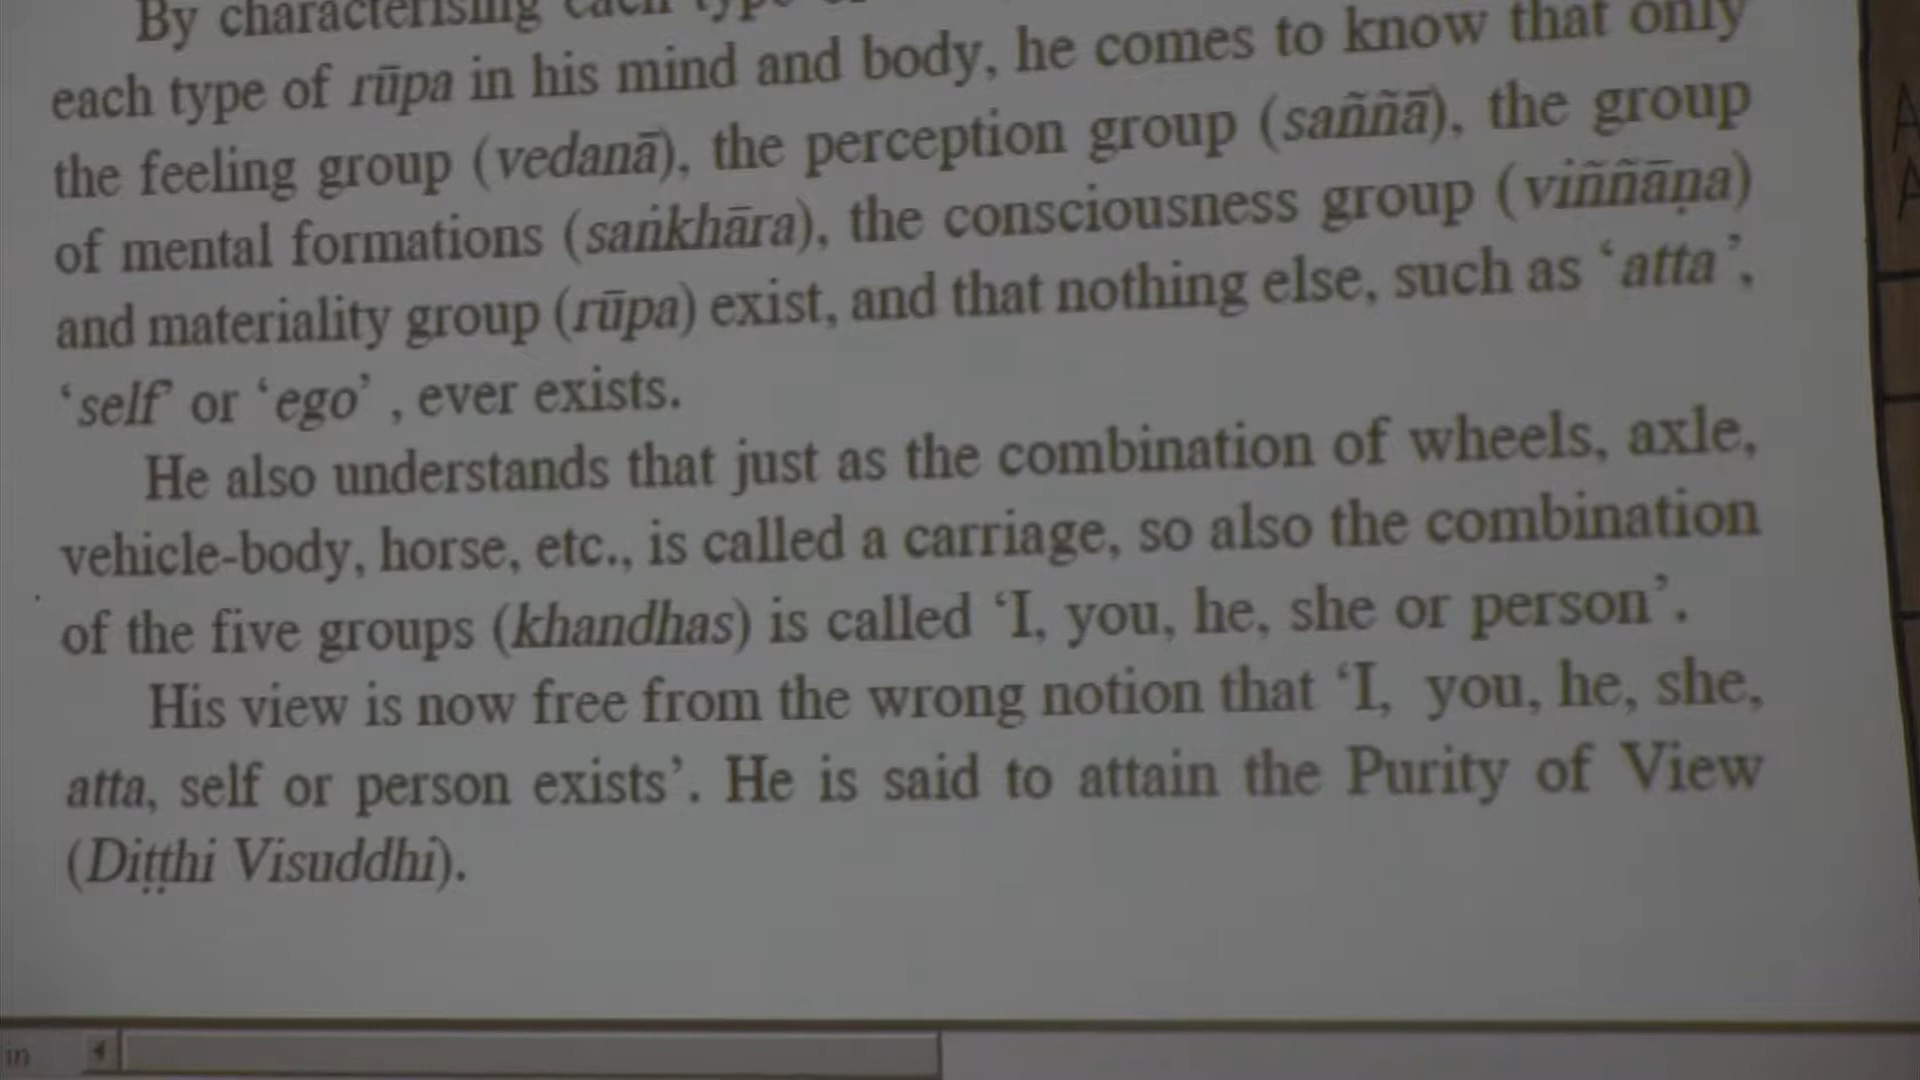 By characterising each type
each type of rūpa in his mind and body, he comes to know that only
the feeling group (vedanā), the perception group (saññā), the group
of mental formations (saṅkhāra), the consciousness group (viññāṇa)
and materiality group (rūpa) exist, and that nothing else, such as ‘atta’,
‘self’ or ‘ego’ , ever exists.
He also understands that just as the combination of wheels, axle,
vehicle-body, horse, etc., is called a carriage, so also the combination
of the five groups (khandhas) is called ‘I, you, he, she or person’.
His view is now free from the wrong notion that ‘I, you, he, she,
atta, self or person exists’. He is said to attain the Purity of View
(Diṭṭhi Visuddhi).
in